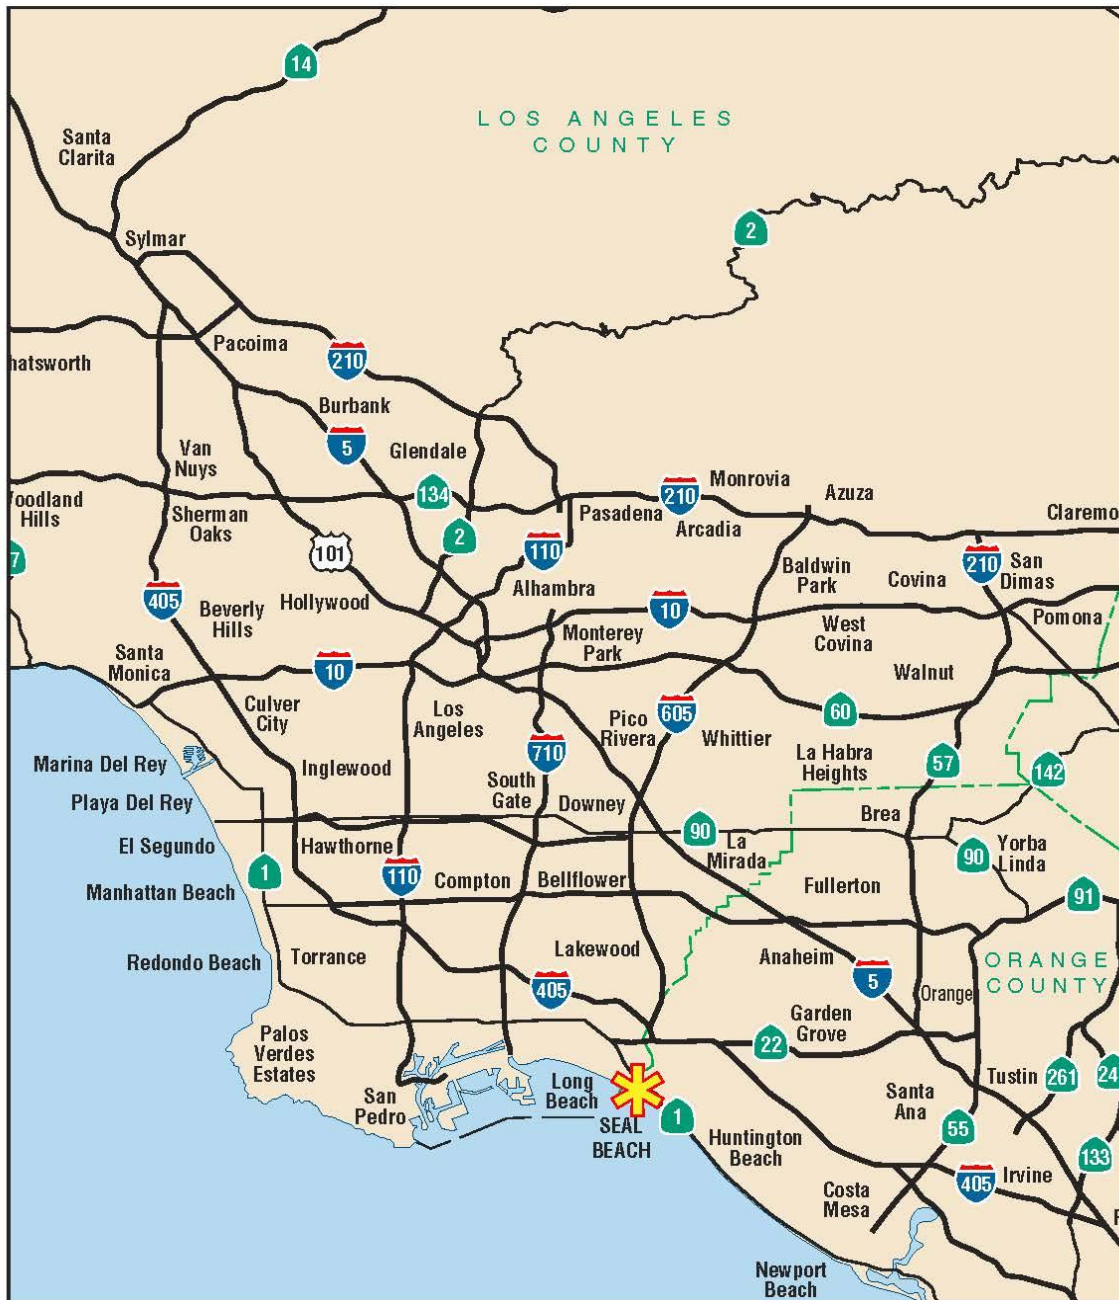 14
LOS ANGELES
COUNTY
Santa
Clarita
2
Sylmar
Pacoima
hatsworth
210
Burbank
5
Glendale
Van
Nuys
134
210
Monrovia
Azuza
oodland
Hills
Sherman
Oaks
Pasadena
Arcadia
Claremo
2
101
110
7
Baldwin
Park
Covina
210
San
Dimas
405
Beverly
Hills
Hollywood
Alhambra
10
Monterey
Park
West
Covina
Pomona
Santa
Monica
10
Walnut
Culver
City
Los
Angeles
Pico
Rivera
605
60
Whittier
Marina Del Rey
Inglewood
710
South
Gate
La Habra
Heights
57
142
Playa Del Rey
Downey
El Segundo
Hawthorne
90
La
Mirada
Brea
90
Yorba
Linda
1
110
Manhattan Beach
Compton
Bellflower
Fullerton
91
Redondo Beach
Torrance
Lakewood
Anaheim
5
ORANGE
COUNTY
405
Orange
Palos
Verdes
Estates
22
Garden
Grove
San
Pedro
Long
Beach
Santa
Ana
Tustin
261
24
SEAL
BEACH
1
Huntington
Beach
55
133
Costa
Mesa
405
Irvine
Newport
Beach